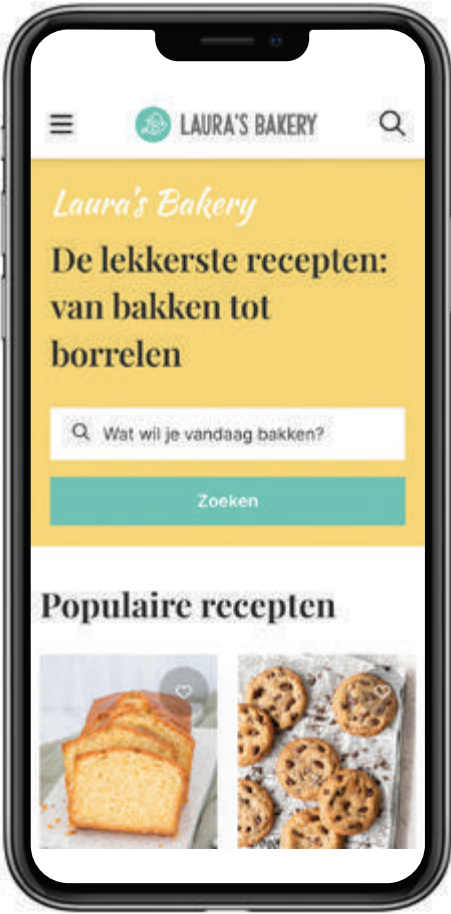 LAURA'S BAKERY
Laura's Bakery
De lekkerste recepten:
van bakken tot
borrelen
Wat wil je vandaag bakken?
Zoeken
Populaire recepten